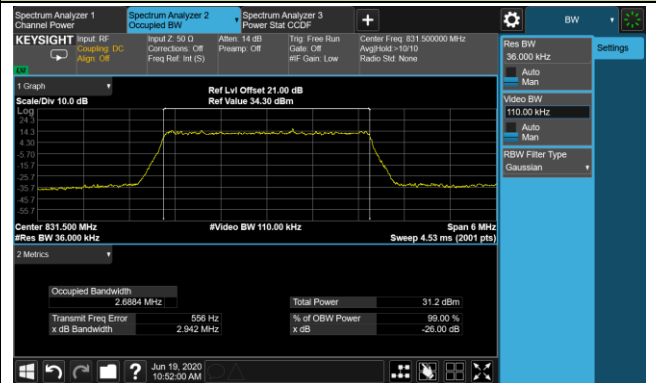 Spectrum Analyzer 1
Channel Power
Spectrum Analyzer 2
Occupied BW
Spectrum Analyzer 3
Power Stat CCDF
BW
KEYSIGHT
Input: RF
Coupling: DC
Align: Off
Input Z: 50 Ω
Corrections: Off
Freq Ref: Int (S)
Atten: 14 dB
Preamp: Off
Trig: Free Run
Gate: Off
#IF Gain: Low
Center Freq: 831.500000 MHz
Avg|Hold:>10/10
Radio Std: None
Res BW
36.000 kHz
Auto
Man
Settings
Video BW
110.00 kHz
Auto
Man
RBW Filter Type
Gaussian
1 Graph
Scale/Div 10.0 dB
Ref Lvl Offset 21.00 dB
Ref Value 34.30 dBm
Log
24.3
14.3
4.30
-5.70
-15.7
-25.7
-35.7
-45.7
-55.7
Center 831.500 MHz
#Res BW 36.000 kHz
#Video BW 110.00 kHz
Span 6 MHz
Sweep 4.53 ms (2001 pts)
2 Metrics
Occupied Bandwidth
2.6884 MHz
Total Power 31.2 dBm
Transmit Freq Error 556 Hz
% of OBW Power 99.00 %
x dB Bandwidth 2.942 MHz
x dB -26.00 dB
?
Jun 19, 2020
10:52:00 AM